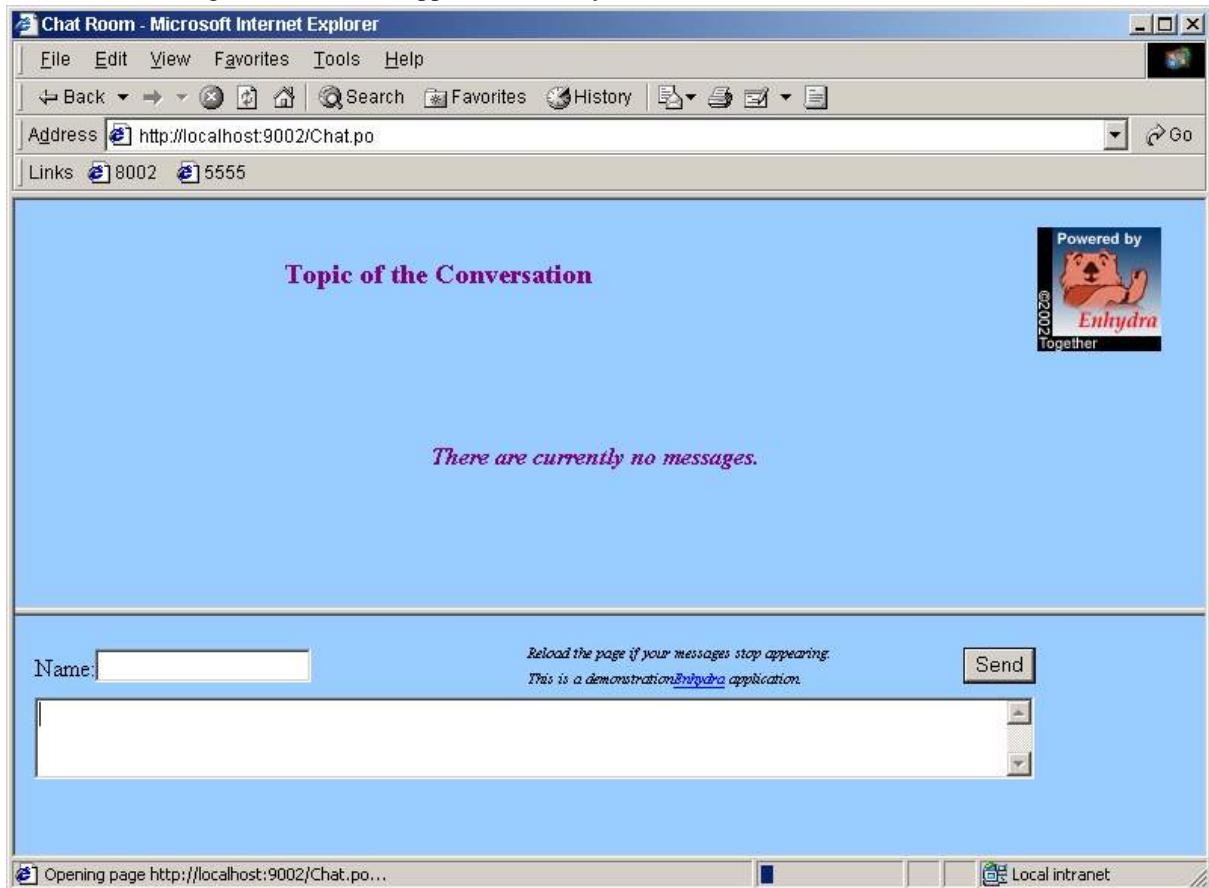 Chat Room - Microsoft Internet Explorer
File Edit View Favorites Tools Help
Back Search Favorites History
Address http://localhost:9002/Chat.po Go
Links 8002 5555
Powered by
Topic of the Conversation
©2002
Enhydra
Together
There are currently no messages.
Reload the page if your messages stop appearing.
Name: Send
This is a demonstrationEnhydra application.
Opening page http://localhost:9002/Chat.po... Local intranet